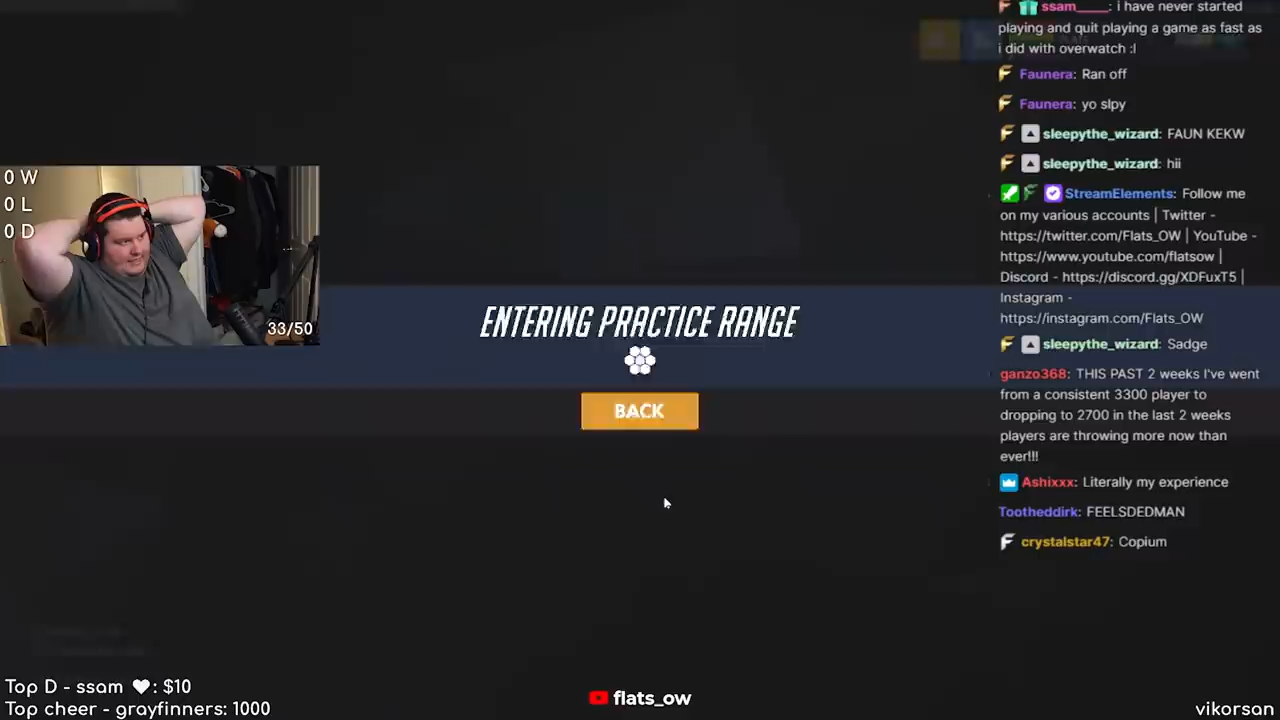 ssam____: i have never started
playing and quit playing a game as fast as
i did with overwatch :l
Faunera: Ran off
Faunera: yo slpy
sleepythe_wizard: FAUN KEKW
sleepythe_wizard: hii
StreamElements: Follow me
on my various accounts | Twitter -
https://twitter.com/Flats_OW | YouTube -
https://www.youtube.com/flatsow |
Discord - https://discord.gg/XDFuxT5 |
Instagram -
https://instagram.com/Flats_OW
sleepythe_wizard: Sadge
ganzo368: THIS PAST 2 weeks I've went
from a consistent 3300 player to
dropping to 2700 in the last 2 weeks
players are throwing more now than
ever!!!
Ashixxx: Literally my experience
Tootheddirk: FEELSDEDMAN
crystalstar47: Copium
0 W
0 L
0 D
33/50
ENTERING PRACTICE RANGE
BACK
Top D - ssam ♥: $10
Top cheer - grayfinners: 1000
flats_ow
vikorsan